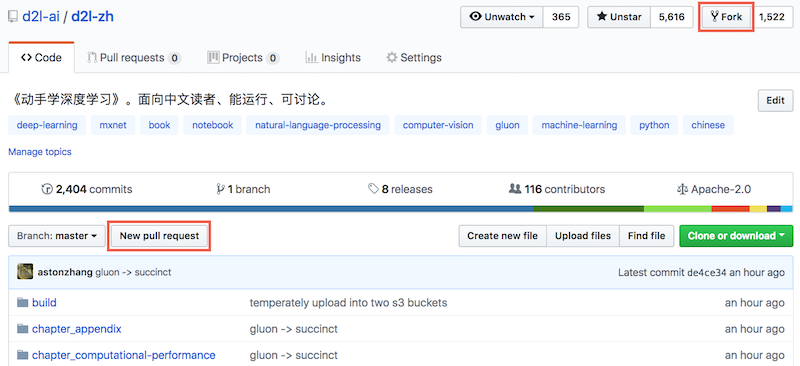 d2l-ai / d2l-zh Unwatch 365 Unstar 5,616 Fork 1,522
Code Pull requests 0 Projects 0 Insights Settings
《动手学深度学习》。面向中文读者、能运行、可讨论。 Edit
deep-learning mxnet book notebook natural-language-processing computer-vision gluon machine-learning python chinese
Manage topics
2,404 commits 1 branch 8 releases 116 contributors Apache-2.0
Branch: master New pull request Create new file Upload files Find file Clone or download
astonzhang gluon -> succinct Latest commit de4ce34 an hour ago
build temperately upload into two s3 buckets an hour ago
chapter_appendix gluon -> succinct an hour ago
chapter_computational-performance gluon -> succinct an hour ago